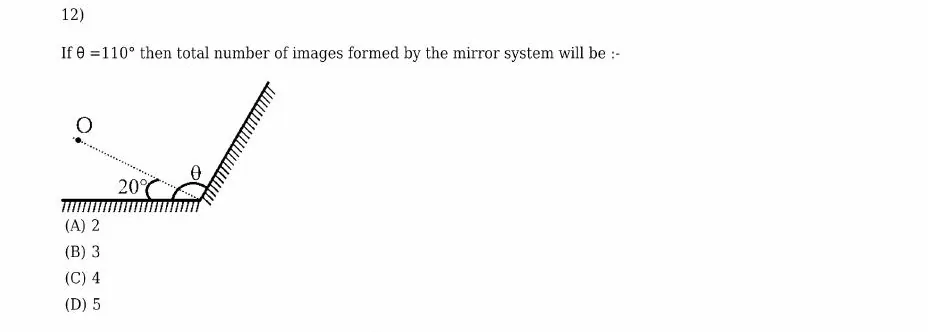 12)
If θ =110° then total number of images formed by the mirror system will be :-
O
θ
20°
(A) 2
(B) 3
(C) 4
(D) 5